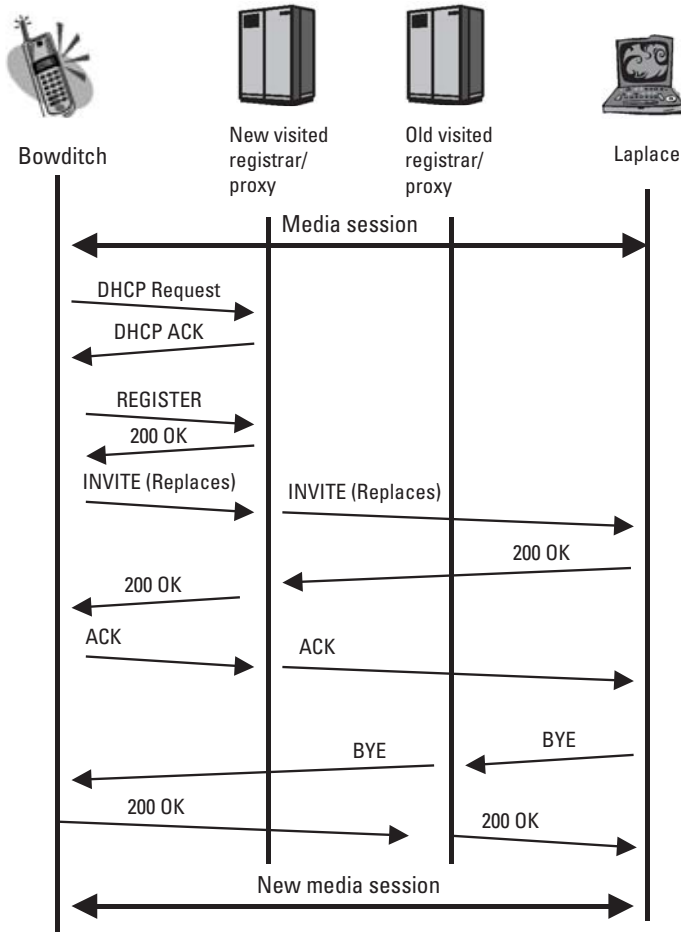 Bowditch
New visited
registrar/
proxy
Old visited
registrar/
proxy
Laplace
Media session
DHCP Request
DHCP ACK
REGISTER
200 OK
INVITE (Replaces)
INVITE (Replaces)
200 OK
200 OK
ACK
ACK
BYE
BYE
200 OK
200 OK
New media session